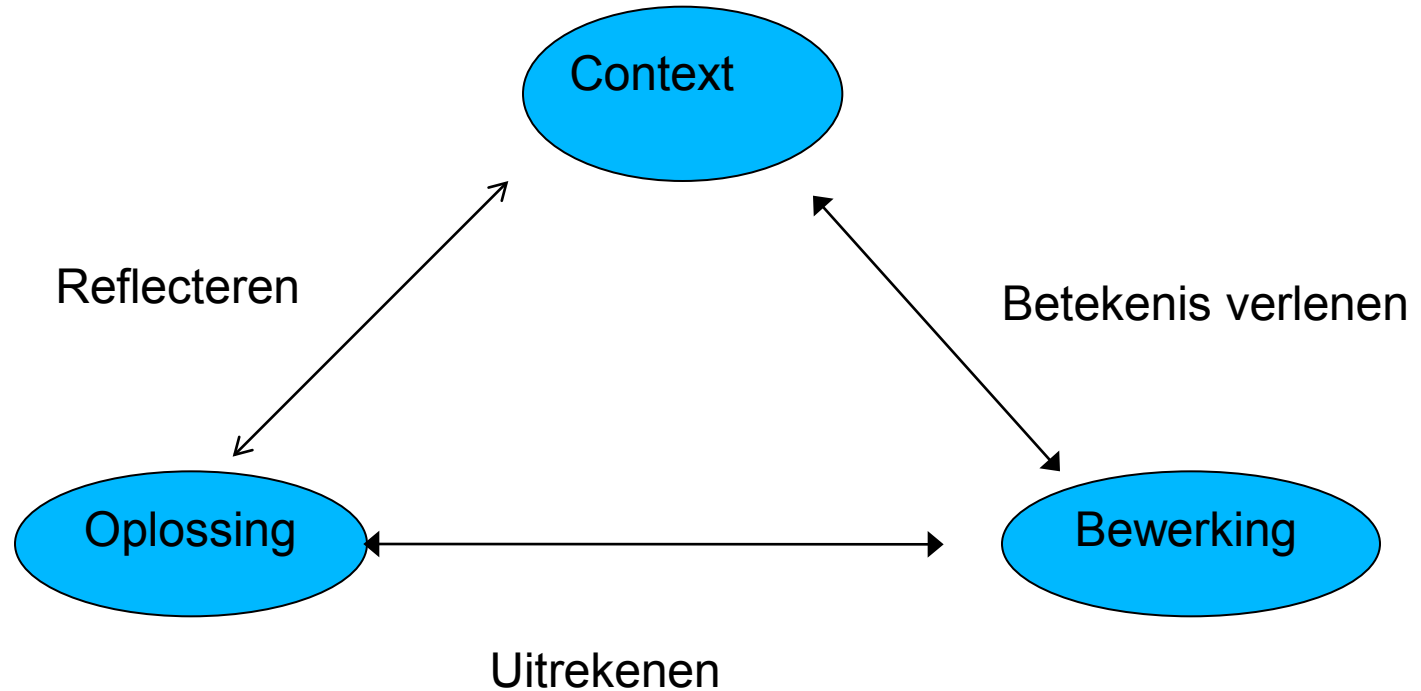 Context
Reflecteren
Betekenis verlenen
Oplossing
Bewerking
Uitrekenen